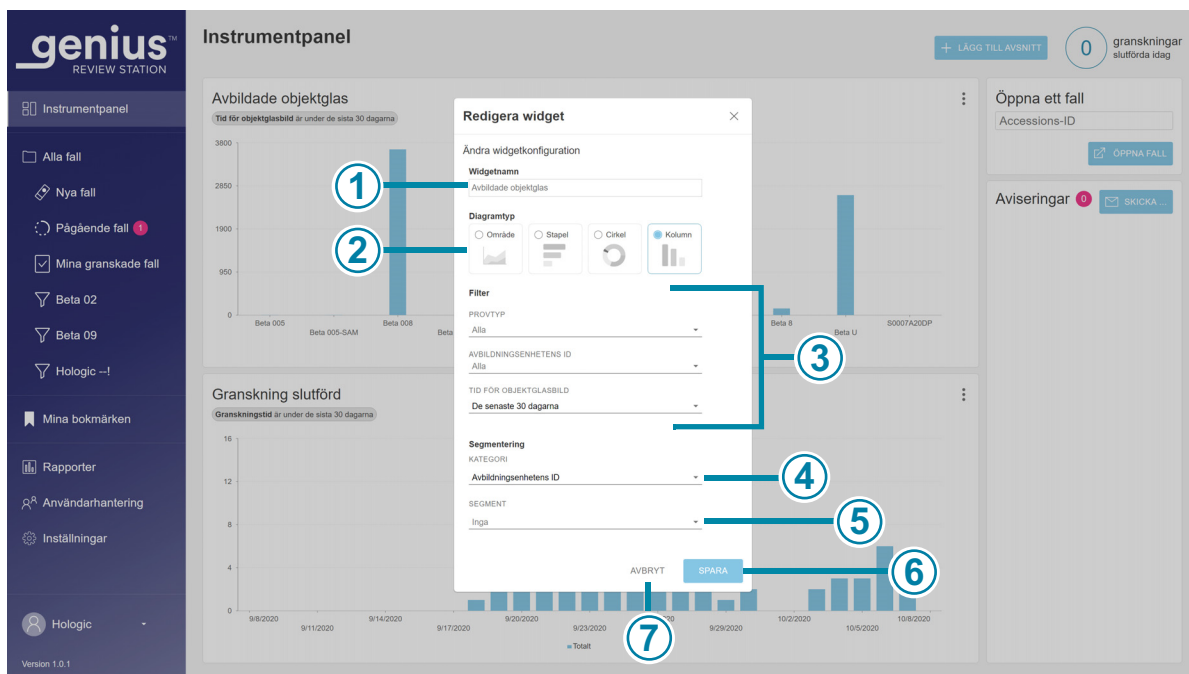 genius™
REVIEW STATION
Instrumentpanel
Alla fall
Nya fall
Pågående fall 1
Mina granskade fall
Beta 02
Beta 09
Hologic --!
Mina bokmärken
Rapporter
Användarhantering
Inställningar
Hologic
Version 1.0.1
Instrumentpanel
+ LÄGG TILL AVSNITT
0
granskningar
slutförda idag
Avbildade objektglas
Tid för objektglasbild är under de sista 30 dagarna
3800
2850
1900
950
0
Beta 005
Beta 005-SAM
Beta 008
Beta
Beta 8
Beta U
S0007A20DP
Granskning slutförd
Granskningstid är under de sista 30 dagarna
16
12
8
4
0
9/8/2020
9/11/2020
9/14/2020
9/17/2020
9/20/2020
9/23/2020
20
9/29/2020
10/2/2020
10/5/2020
10/8/2020
Totalt
Öppna ett fall
Accessions-ID
ÖPPNA FALL
Aviseringar 0
SKICKA ...
Redigera widget
Ändra widgetkonfiguration
Widgetnamn
Avbildade objektglas
Diagramtyp
Område
Stapel
Cirkel
Kolumn
Filter
PROVTYP
Alla
AVBILDNINGSENHETENS ID
Alla
TID FÖR OBJEKTGLASBILD
De senaste 30 dagarna
Segmentering
KATEGORI
Avbildningsenhetens ID
SEGMENT
Inga
AVBRYT
SPARA
1
2
3
4
5
6
7